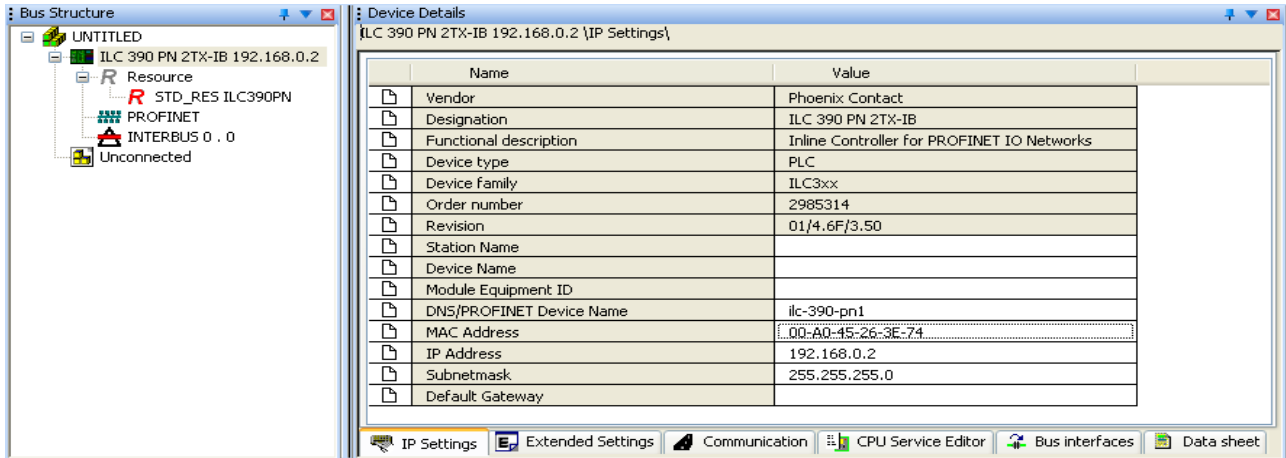 Bus Structure
UNTITLED
ILC 390 PN 2TX-IB 192.168.0.2
R Resource
R STD_RES ILC390PN
PROFINET
INTERBUS 0 . 0
Unconnected
Device Details
ILC 390 PN 2TX-IB 192.168.0.2 \IP Settings\
Name Value
Vendor Phoenix Contact
Designation ILC 390 PN 2TX-IB
Functional description Inline Controller for PROFINET IO Networks
Device type PLC
Device family ILC3xx
Order number 2985314
Revision 01/4.6F/3.50
Station Name
Device Name
Module Equipment ID
DNS/PROFINET Device Name ilc-390-pn1
MAC Address 00-A0-45-26-3E-74
IP Address 192.168.0.2
Subnetmask 255.255.255.0
Default Gateway
IP Settings Extended Settings Communication CPU Service Editor Bus interfaces Data sheet